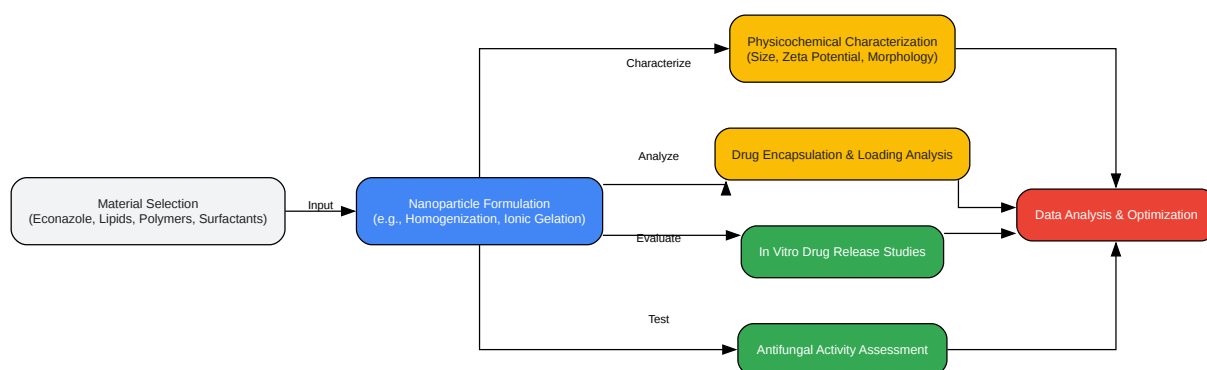 Material Selection
(Econazole, Lipids, Polymers, Surfactants)
Input
Nanoparticle Formulation
(e.g., Homogenization, Ionic Gelation)
Characterize
Physicochemical Characterization
(Size, Zeta Potential, Morphology)
Analyze
Drug Encapsulation & Loading Analysis
Evaluate
In Vitro Drug Release Studies
Test
Antifungal Activity Assessment
Data Analysis & Optimization